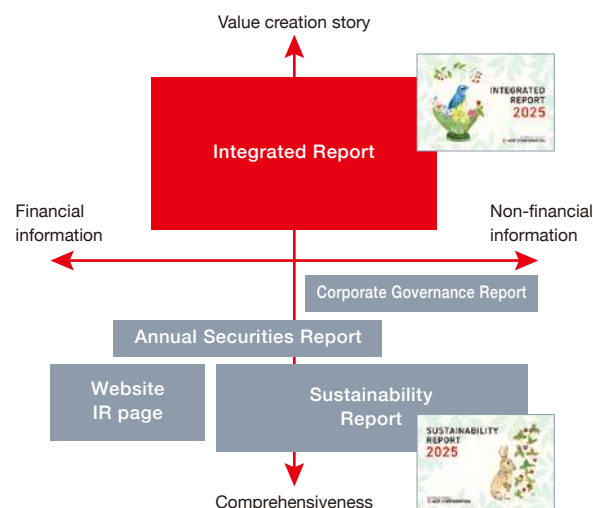 Value creation story
INTEGRATED
REPORT
2025
Integrated Report
Financial
information
Non-financial
information
Corporate Governance Report
Annual Securities Report
Website
IR page
Sustainability
Report
SUSTAINABILITY
REPORT
2025
Comprehensiveness